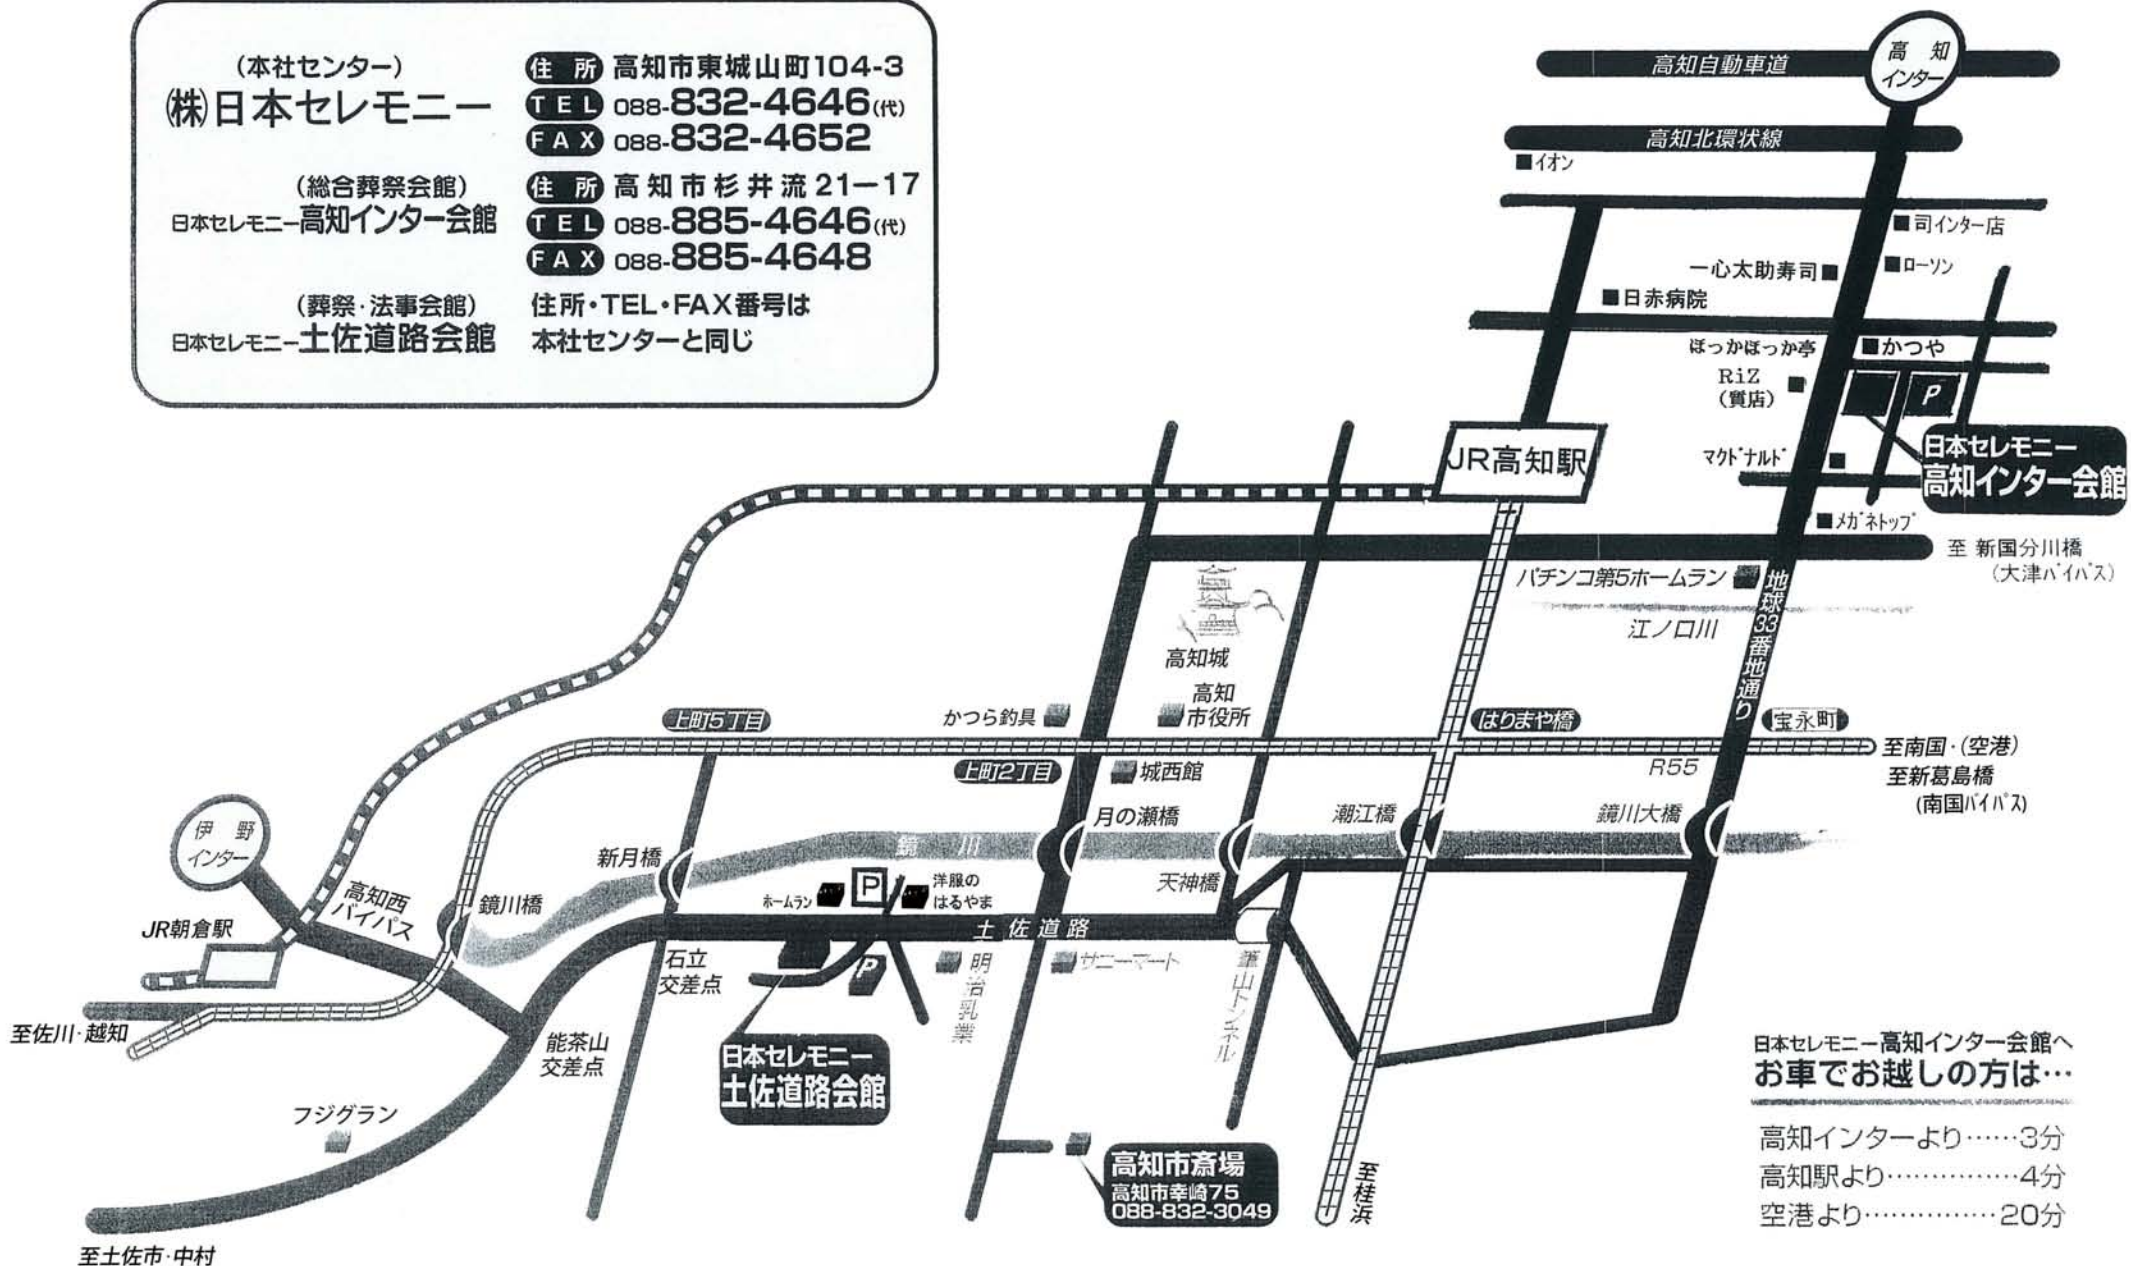 (本社センター)
㈱日本セレモニー
住 所 高知市東城山町104-3
TEL 088-832-4646(代)
FAX 088-832-4652
(総合葬祭会館)
日本セレモニー高知インター会館
住 所 高知市杉井流21-17
TEL 088-885-4646(代)
FAX 088-885-4648
(葬祭・法事会館)
日本セレモニー土佐道路会館
住所・TEL・FAX番号は
本社センターと同じ
高知自動車道
高 知
インター
高知北環状線
■イオン
■司インター店
一心太助寿司■
■ローソン
■日赤病院
ほっかほっか亭
■かつや
RiZ
(質店)
P
JR高知駅
マクドナルド
日本セレモニー
高知インター会館
■メガネトップ
至 新国分川橋
(大津バイパス)
パチンコ第5ホームラン
地球33番地通り
江ノ口川
高知城
高知
市役所
かつら釣具
上町5丁目
はりまや橋
宝永町
上町2丁目
城西館
R55
至南国・(空港)
至新葛島橋
(南国バイパス)
月の瀬橋
潮江橋
鏡川大橋
伊 野
インター
新月橋
鏡 川
天神橋
高知西
バイパス
鏡川橋
ホームラン
P
洋服の
はるやま
JR朝倉駅
土佐道路
石立
交差点
P
明治乳業
サニーマート
筆山トンネル
至佐川・越知
能茶山
交差点
日本セレモニー
土佐道路会館
フジグラン
高知市斎場
高知市幸崎75
088-832-3049
至桂浜
至土佐市・中村
日本セレモニー高知インター会館へ
お車でお越しの方は…
高知インターより……3分
高知駅より……………4分
空港より……………20分